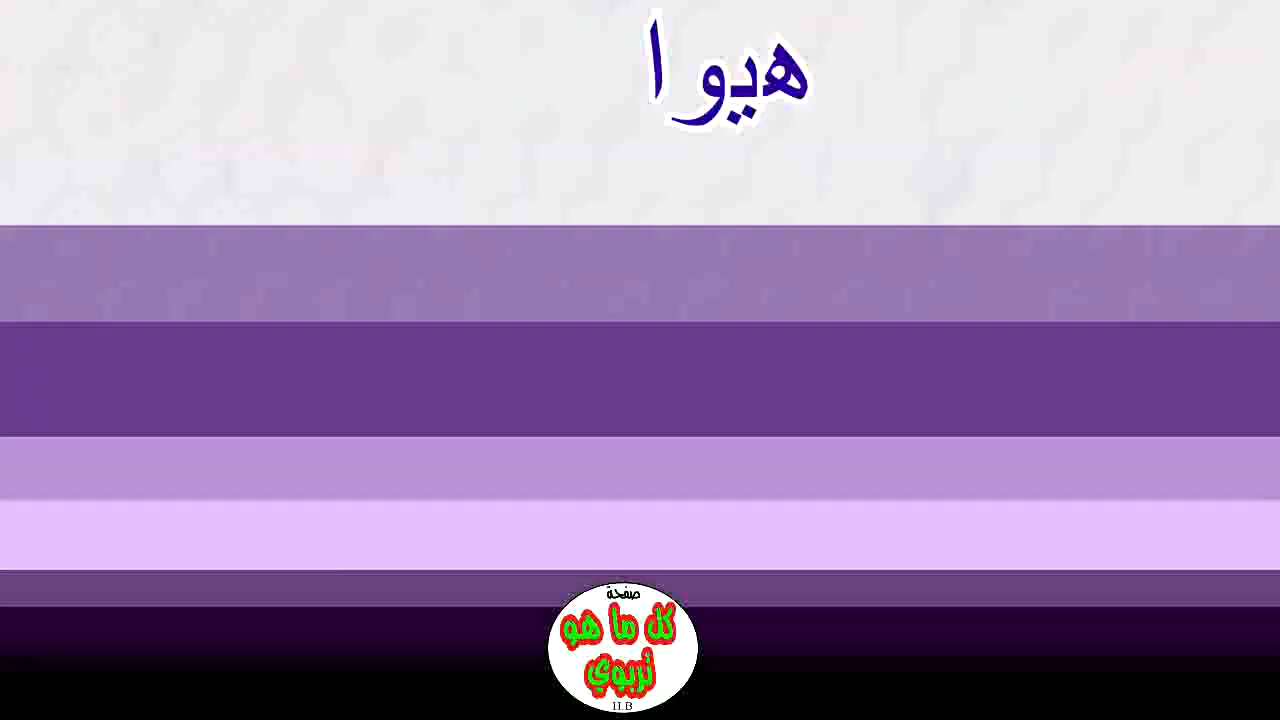 هيوا
صفحة
كل ما هو
تربوي
H.B